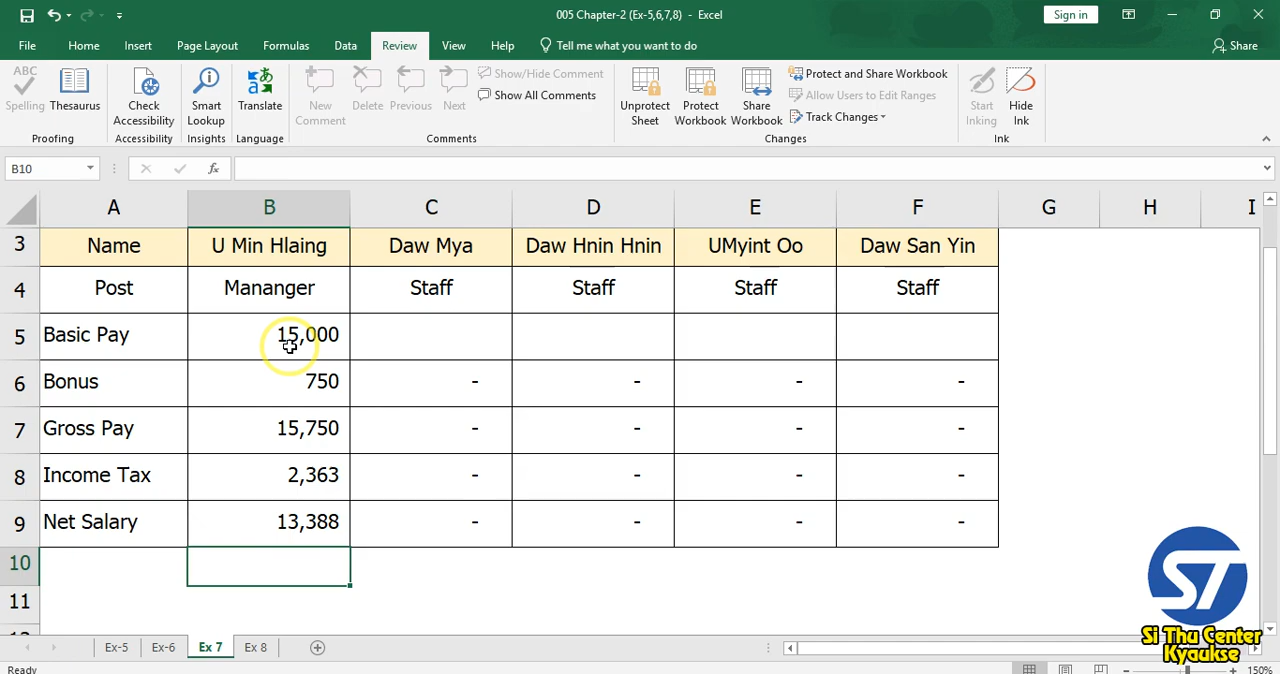 005 Chapter-2 (Ex-5,6,7,8) - Excel
Sign in
File Home Insert Page Layout Formulas Data Review View Help Tell me what you want to do Share
ABC
Spelling Thesaurus
Proofing
Check Accessibility
Accessibility
Smart Lookup
Insights
Translate
Language
New Comment Delete Previous Next
Show/Hide Comment
Show All Comments
Comments
Unprotect Sheet Protect Workbook Share Workbook
Protect and Share Workbook
Allow Users to Edit Ranges
Track Changes
Changes
Start Inking
Hide Ink
Ink
B10 fx
A B C D E F G H I
3 Name U Min Hlaing Daw Mya Daw Hnin Hnin UMyint Oo Daw San Yin
4 Post Mananger Staff Staff Staff Staff
5 Basic Pay 15,000
6 Bonus 750 - - - -
7 Gross Pay 15,750 - - - -
8 Income Tax 2,363 - - - -
9 Net Salary 13,388 - - - -
10
11
ST
Si Thu Center
Kyaukse
Ex-5 Ex-6 Ex 7 Ex 8
Ready 150%